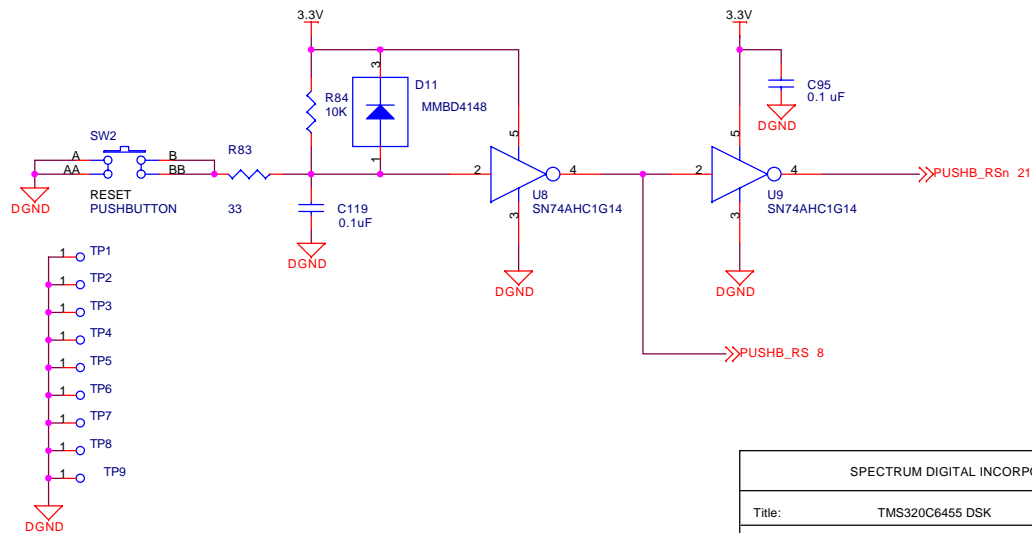 3.3V
3.3V
3
D11
MMBD4148
R84
10K
C95
0.1 uF
5
5
DGND
SW2
A
B
AA
BB
R83
1
2
4
2
4
PUSHB_RSn 21
RESET
PUSHBUTTON
33
DGND
C119
0.1uF
U8
SN74AHC1G14
3
U9
SN74AHC1G14
3
DGND
DGND
DGND
1 TP1
1 TP2
1 TP3
1 TP4
1 TP5
1 TP6
1 TP7
1 TP8
1 TP9
DGND
PUSHB_RS 8
SPECTRUM DIGITAL INCORPO
Title: TMS320C6455 DSK